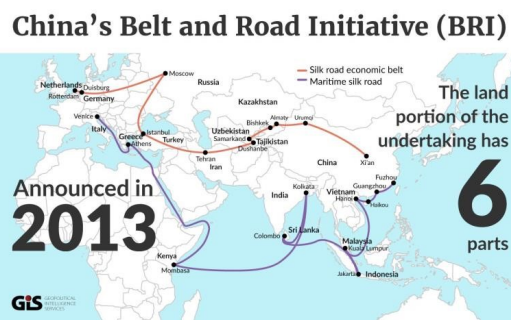 China's Belt and Road Initiative (BRI)
Silk road economic belt
Maritime silk road
The land
portion of the
undertaking has
6
parts
Announced in
2013
Moscow
Russia
Netherlands
Duisburg
Rotterdam
Germany
Kazakhstan
Venice
Italy
Almaty
Urumqi
Bishkek
Istanbul
Uzbekistan
Samarkand
Tajikistan
Greece
Athens
Turkey
Dushanbe
Tehran
Iran
China
Xi'an
Fuzhou
Guangzhou
Kolkata
India
Vietnam
Hanoi
Haikou
Colombo
Sri Lanka
Malaysia
Kuala Lumpur
Kenya
Mombasa
Jakarta
Indonesia
GIS
GEOPOLITICAL
INTELLIGENCE
SERVICES